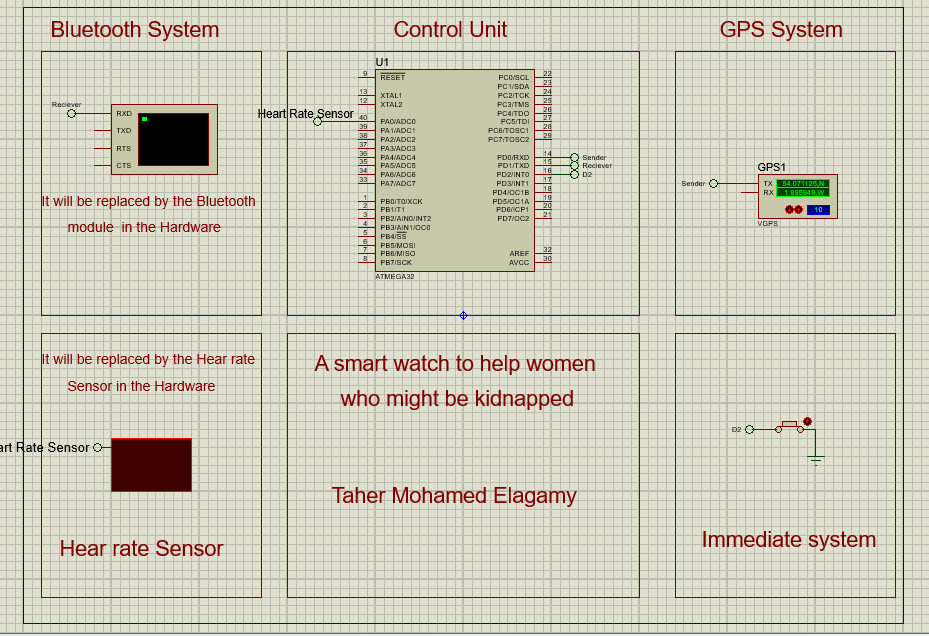 Bluetooth System
Control Unit
GPS System
Reciever
RXD
TXD
RTS
CTS
It will be replaced by the Bluetooth
module in the Hardware
Heart Rate Sensor
U1
9 RESET
13 XTAL1
12 XTAL2
40 PA0/ADC0
39 PA1/ADC1
38 PA2/ADC2
37 PA3/ADC3
36 PA4/ADC4
35 PA5/ADC5
34 PA6/ADC6
33 PA7/ADC7
1 PB0/T0/XCK
2 PB1/T1
3 PB2/AIN0/INT2
4 PB3/AIN1/OC0
5 PB4/SS
6 PB5/MOSI
7 PB6/MISO
8 PB7/SCK
PC0/SCL 22
PC1/SDA 23
PC2/TCK 24
PC3/TMS 25
PC4/TDO 26
PC5/TDI 27
PC6/TOSC1 28
PC7/TOSC2 29
PD0/RXD 14
PD1/TXD 15
PD2/INT0 16
PD3/INT1 17
PD4/OC1B 18
PD5/OC1A 19
PD6/ICP1 20
PD7/OC2 21
AREF 32
AVCC 30
ATMEGA32
Sender
Reciever
D2
GPS1
Sender
TX 54.071125,N
RX 1.995949,W
10
VGPS
It will be replaced by the Hear rate
Sensor in the Hardware
art Rate Sensor
Hear rate Sensor
A smart watch to help women
who might be kidnapped
Taher Mohamed Elagamy
D2
Immediate system